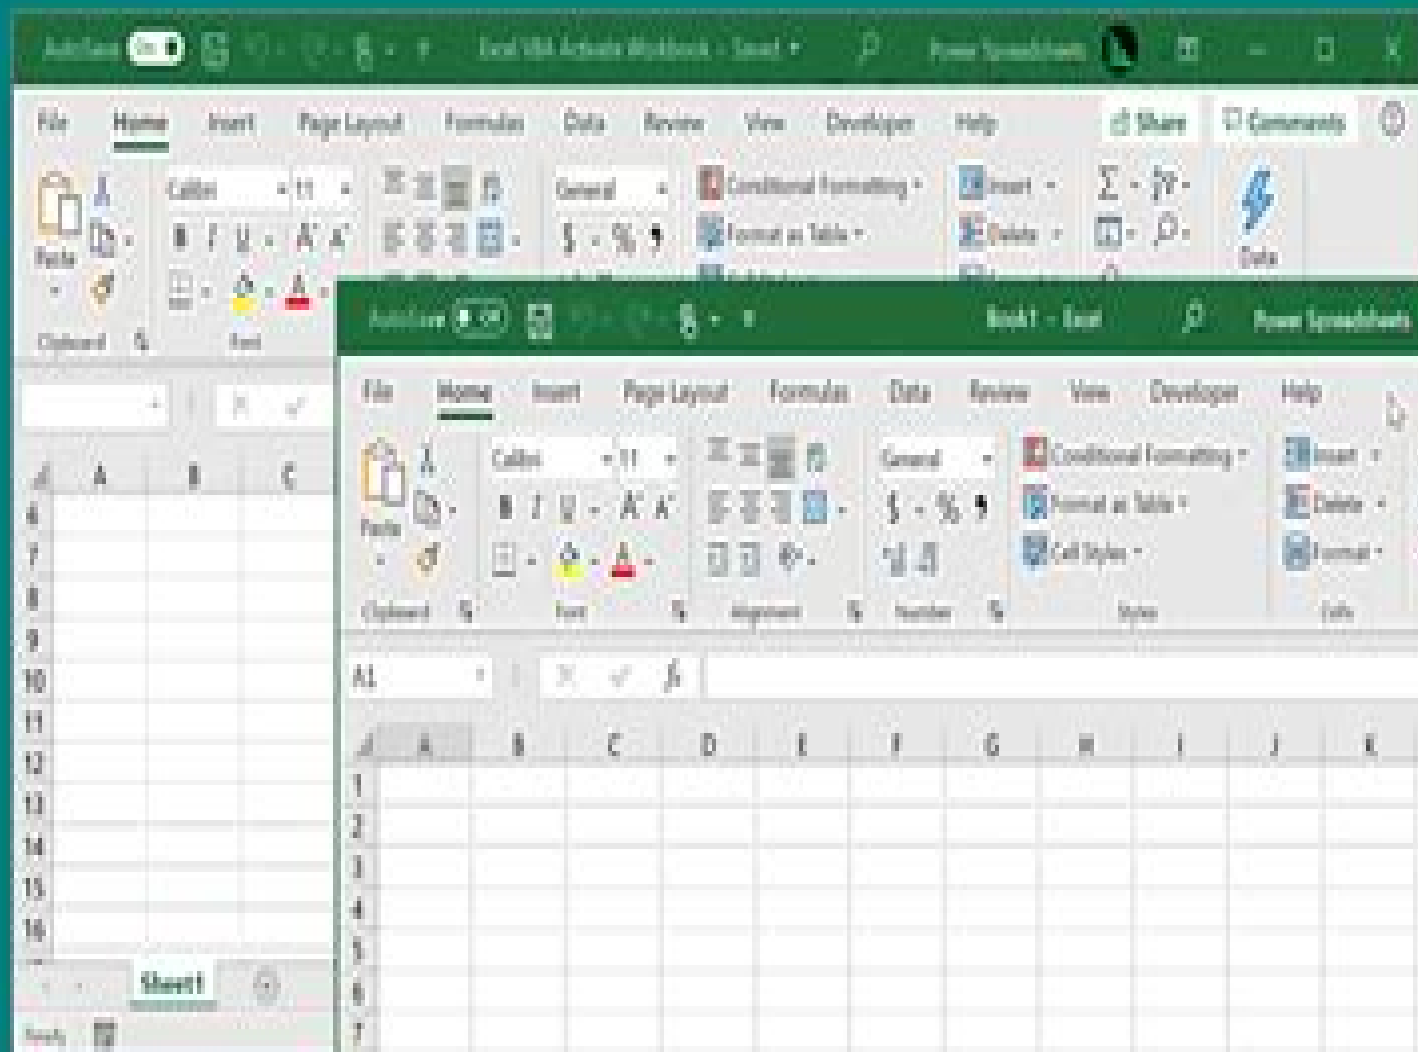 AutoSave On Excel VBA Activate Workbook - Saved Power Spreadsheets
File Home Insert Page Layout Formulas Data Review View Developer Help Share Comments
Calibri 11 General Conditional Formatting Insert Σ
Paste B I U A A $ % , Format as Table Delete Data
A
Clipboard Font
A B C
6
7
8
9
10
11
12
13
14
15
16
Sheet1
Ready
AutoSave Off Book1 - Excel Power Spreadsheets
File Home Insert Page Layout Formulas Data Review View Developer Help
Calibri 11 General Conditional Formatting Insert
Paste B I U A A $ % , Format as Table Delete
A Cell Styles Format
Clipboard Font Alignment Number Styles Cells
A1 fx
A B C D E F G H I J K
1
2
3
4
5
6
7